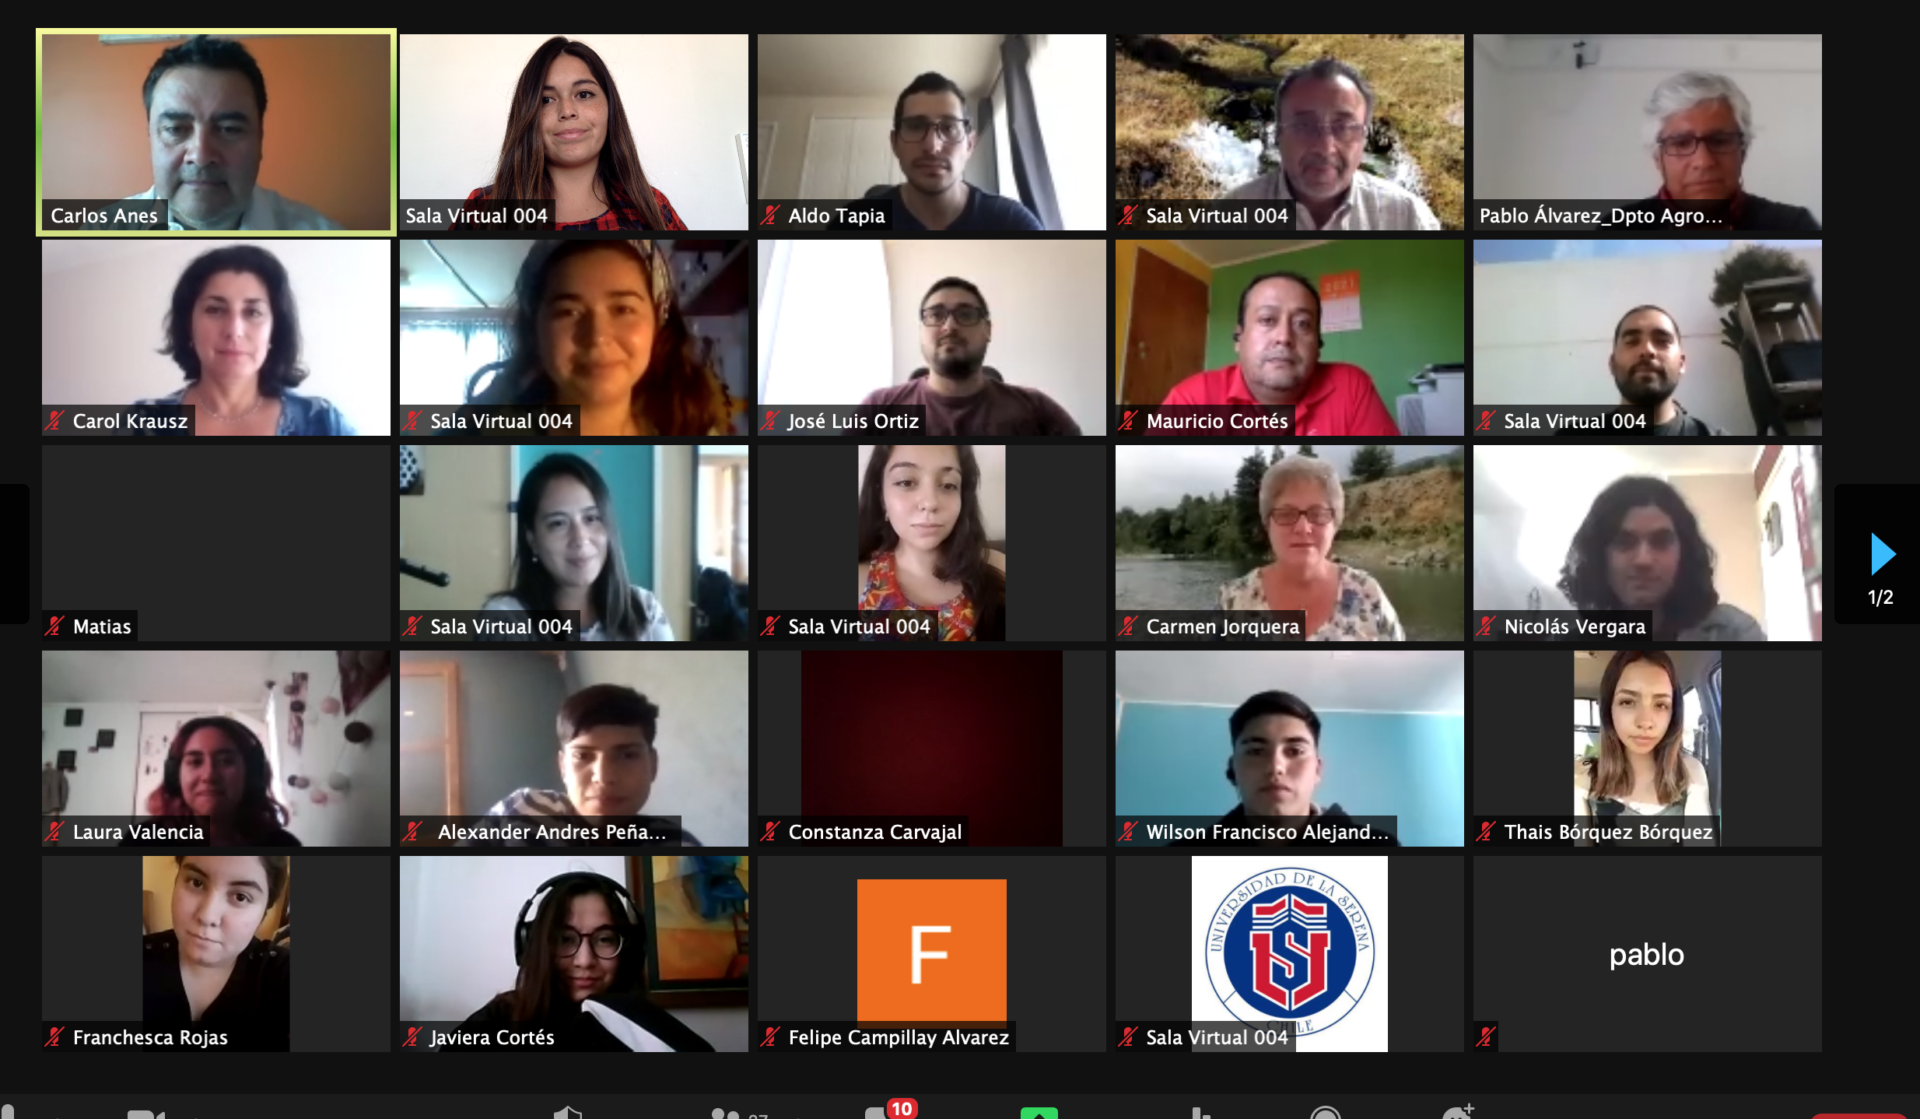 Carlos Anes
Sala Virtual 004
Aldo Tapia
Sala Virtual 004
Pablo Álvarez_Dpto Agro...
Carol Krausz
Sala Virtual 004
José Luis Ortiz
2021
Mauricio Cortés
Sala Virtual 004
Matias
Sala Virtual 004
Sala Virtual 004
Carmen Jorquera
Nicolás Vergara
1/2
Laura Valencia
Alexander Andres Peña...
Constanza Carvajal
Wilson Francisco Alejand...
Thais Bórquez Bórquez
Franchesca Rojas
Javiera Cortés
F
Felipe Campillay Alvarez
UNIVERSIDAD DE LA SERENA
CHILE
Sala Virtual 004
pablo
10